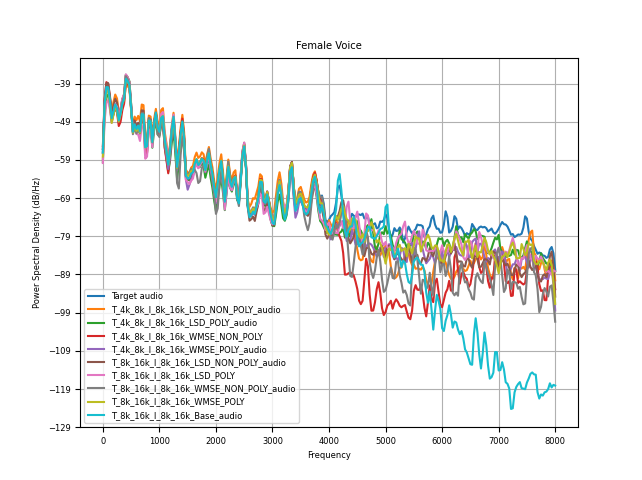 Female Voice
Power Spectral Density (dB/Hz)
−39
−49
−59
−69
−79
−89
−99
−109
−119
−129
Target audio
T_4k_8k_I_8k_16k_LSD_NON_POLY_audio
T_4k_8k_I_8k_16k_LSD_POLY_audio
T_4k_8k_I_8k_16k_WMSE_NON_POLY
T_4k_8k_I_8k_16k_WMSE_POLY_audio
T_8k_16k_I_8k_16k_LSD_NON_POLY_audio
T_8k_16k_I_8k_16k_LSD_POLY
T_8k_16k_I_8k_16k_WMSE_NON_POLY_audio
T_8k_16k_I_8k_16k_WMSE_POLY
T_8k_16k_I_8k_16k_Base_audio
0 1000 2000 3000 4000 5000 6000 7000 8000
Frequency